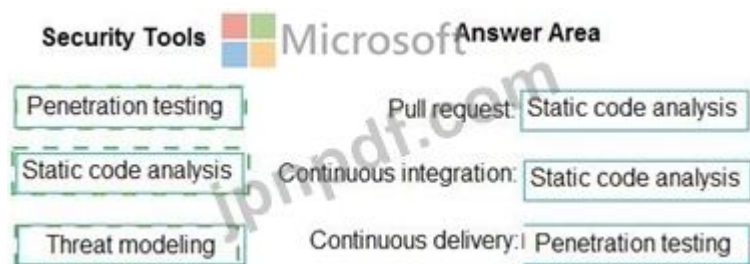 Security Tools
Microsoft
Answer Area
Penetration testing
Static code analysis
Threat modeling
Pull request: Static code analysis
Continuous integration: Static code analysis
Continuous delivery: Penetration testing
jpnpdf.com